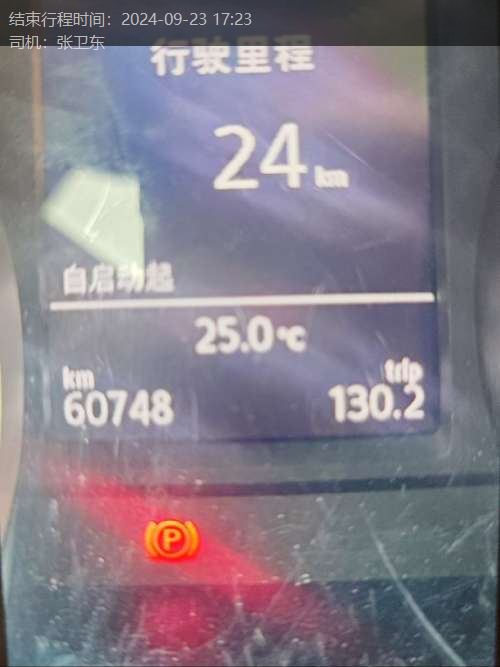 结束行程时间：2024-09-23 17:23
司机：张卫东
行驶里程
24 km
自启动起
25.0 °C
km trip
60748 130.2
P